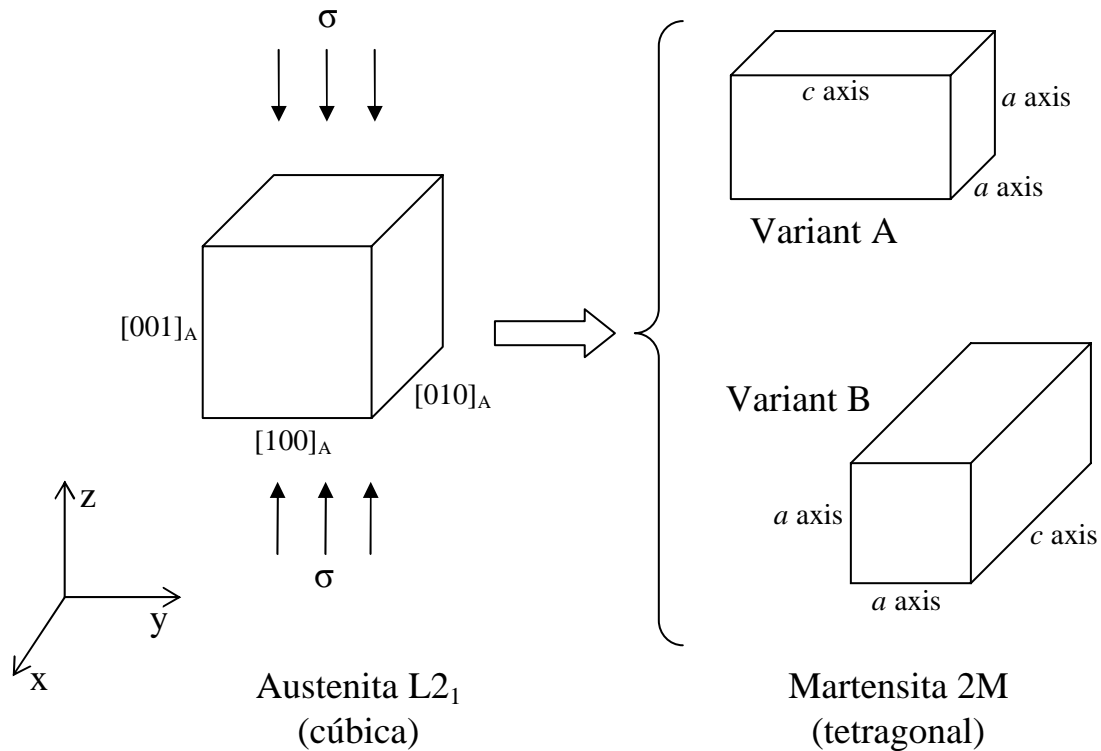 σ
[001]A
[010]A
[100]A
σ
z
y
x
Austenita L2₁
(cúbica)
c axis
a axis
a axis
Variant A
Variant B
a axis
c axis
a axis
Martensita 2M
(tetragonal)